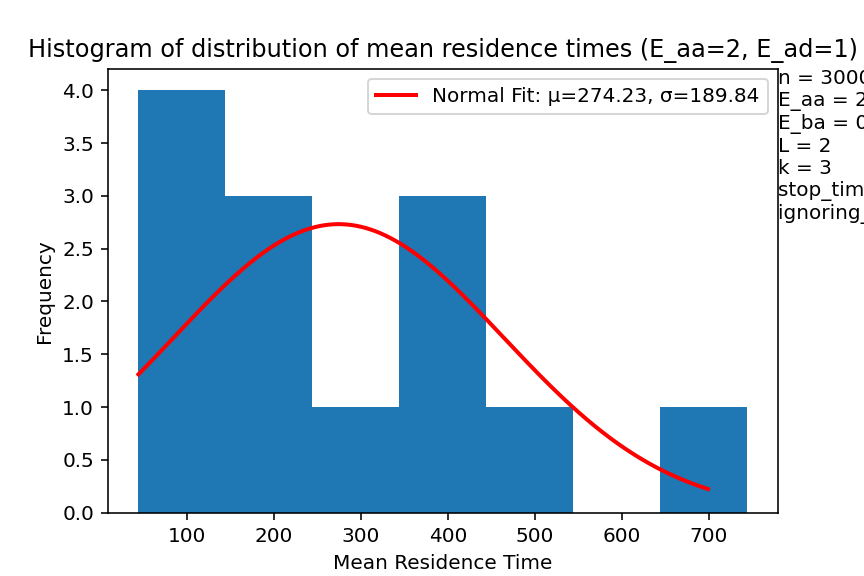 Histogram of distribution of mean residence times (E_aa=2, E_ad=1)
Normal Fit: μ=274.23, σ=189.84
n = 3000
E_aa = 2
E_ba = 0
L = 2
k = 3
stop_tim
ignoring_
4.0
3.5
3.0
2.5
2.0
1.5
1.0
0.5
0.0
Frequency
100 200 300 400 500 600 700
Mean Residence Time